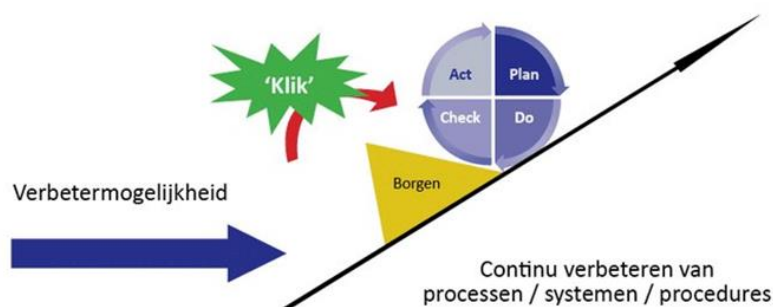 'Klik'
Act
Plan
Check
Do
Borgen
Verbetermogelijkheid
Continu verbeteren van
processen / systemen / procedures